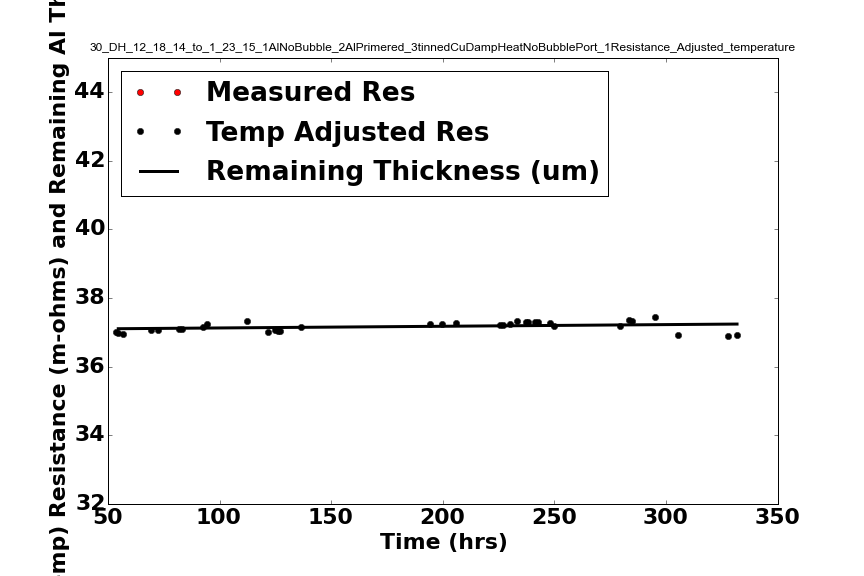 30_DH_12_18_14_to_1_23_15_1AlNoBubble_2AlPrimered_3tinnedCuDampHeatNoBubblePort_1Resistance_Adjusted_temperature
mp) Resistance (m-ohms) and Remaining Al Th
44
42
40
38
36
34
32
Measured Res
Temp Adjusted Res
Remaining Thickness (um)
50 100 150 200 250 300 350
Time (hrs)